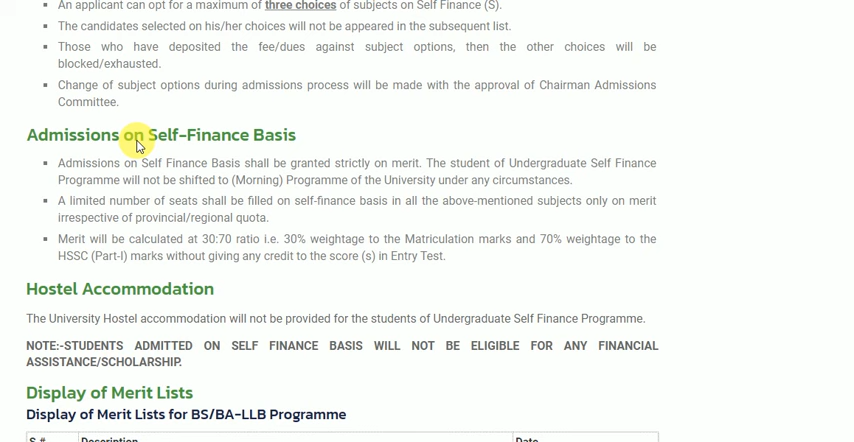 An applicant can opt for a maximum of three choices of subjects on Self Finance (S).
The candidates selected on his/her choices will not be appeared in the subsequent list.
Those who have deposited the fee/dues against subject options, then the other choices will be
blocked/exhausted.
Change of subject options during admissions process will be made with the approval of Chairman Admissions
Committee.
Admissions on Self-Finance Basis
Admissions on Self Finance Basis shall be granted strictly on merit. The student of Undergraduate Self Finance
Programme will not be shifted to (Morning) Programme of the University under any circumstances.
A limited number of seats shall be filled on self-finance basis in all the above-mentioned subjects only on merit
irrespective of provincial/regional quota.
Merit will be calculated at 30:70 ratio i.e. 30% weightage to the Matriculation marks and 70% weightage to the
HSSC (Part-I) marks without giving any credit to the score (s) in Entry Test.
Hostel Accommodation
The University Hostel accommodation will not be provided for the students of Undergraduate Self Finance Programme.
NOTE:-STUDENTS ADMITTED ON SELF FINANCE BASIS WILL NOT BE ELIGIBLE FOR ANY FINANCIAL
ASSISTANCE/SCHOLARSHIP.
Display of Merit Lists
Display of Merit Lists for BS/BA-LLB Programme
S.# Description Date